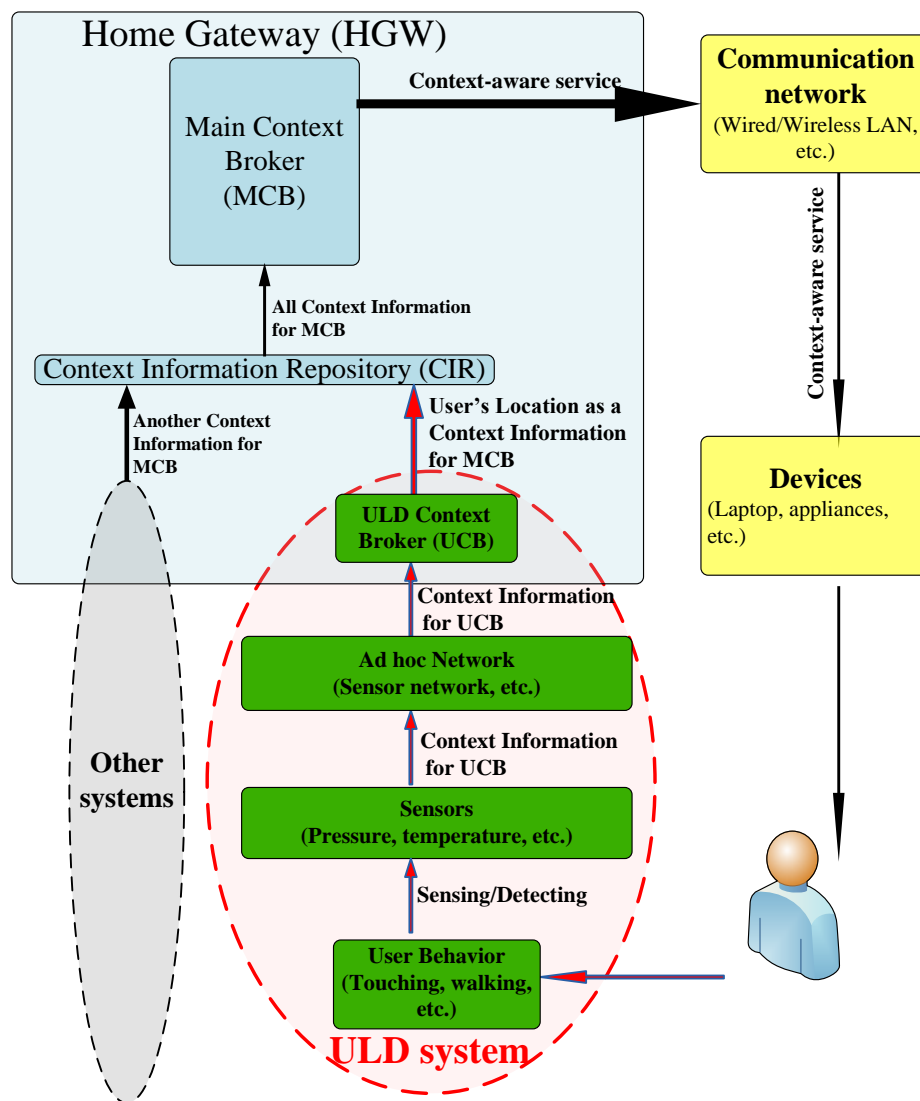 Home Gateway (HGW)
Main Context
Broker
(MCB)
Context-aware service
Communication
network
(Wired/Wireless LAN,
etc.)
Context-aware service
All Context Information
for MCB
Context Information Repository (CIR)
Another Context
Information for
MCB
User's Location as a
Context Information
for MCB
Devices
(Laptop, appliances,
etc.)
ULD Context
Broker (UCB)
Context Information
for UCB
Ad hoc Network
(Sensor network, etc.)
Context Information
for UCB
Other
systems
Sensors
(Pressure, temperature, etc.)
Sensing/Detecting
User Behavior
(Touching, walking,
etc.)
ULD system